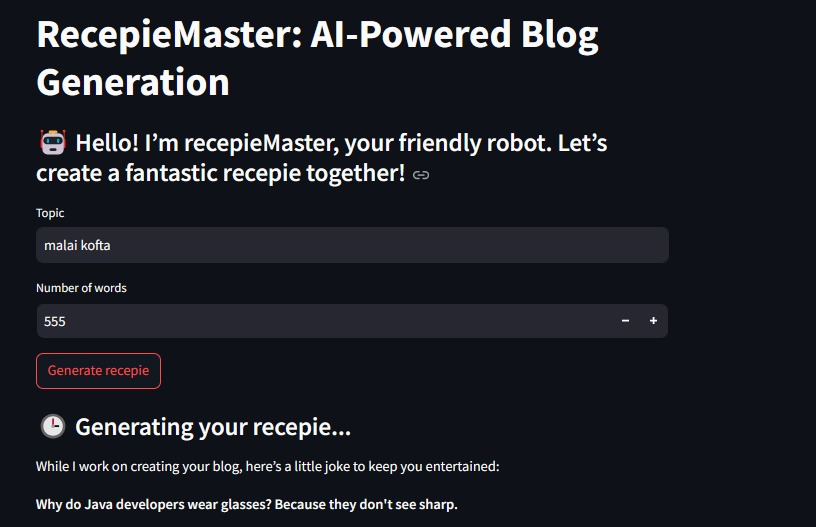 RecepieMaster: AI-Powered Blog
Generation
Hello! I’m recepieMaster, your friendly robot. Let’s
create a fantastic recepie together!
Topic
malai kofta
Number of words
555
Generate recepie
Generating your recepie...
While I work on creating your blog, here’s a little joke to keep you entertained:
Why do Java developers wear glasses? Because they don't see sharp.